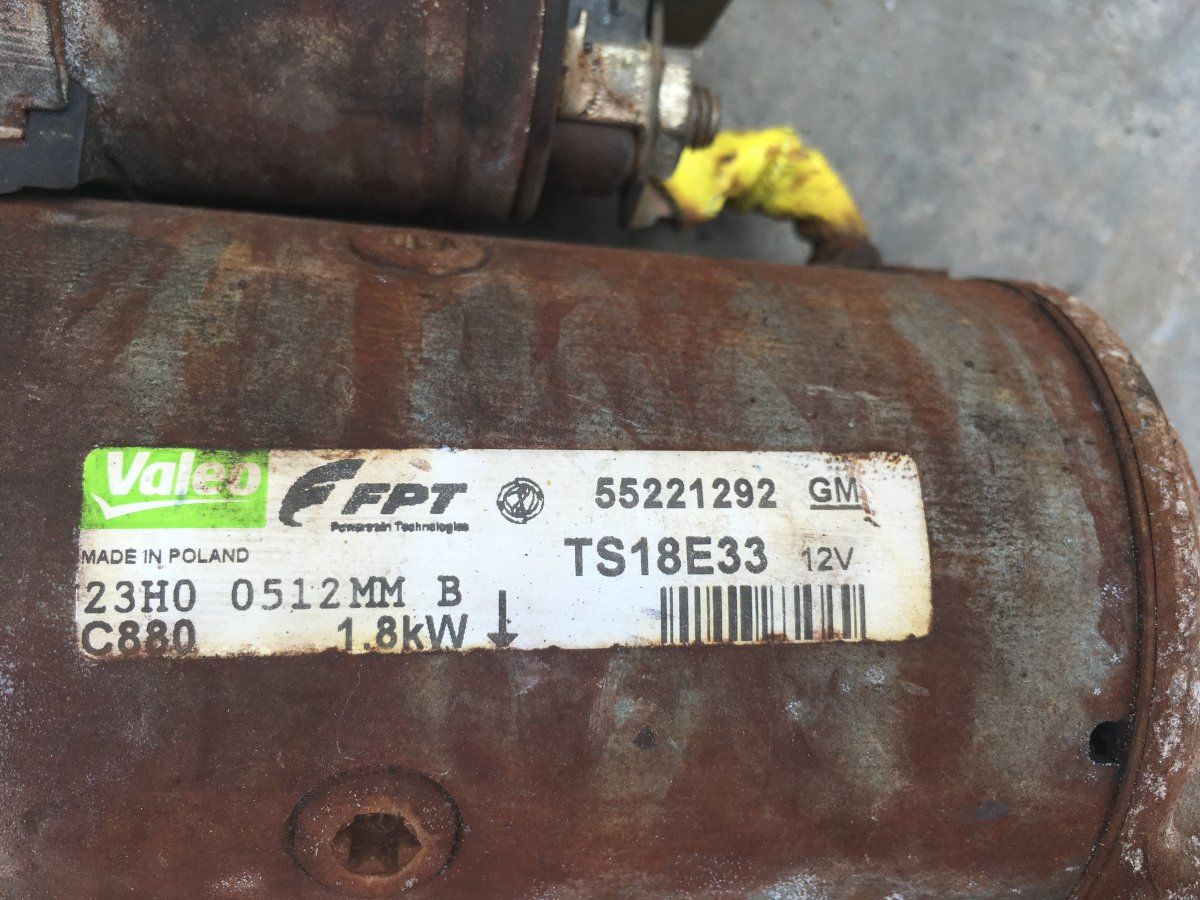 Valeo FPT 55221292 GM
Powertrain Technologies
MADE IN POLAND TS18E33 12V
23H0 0512MM B
C880 1.8kW